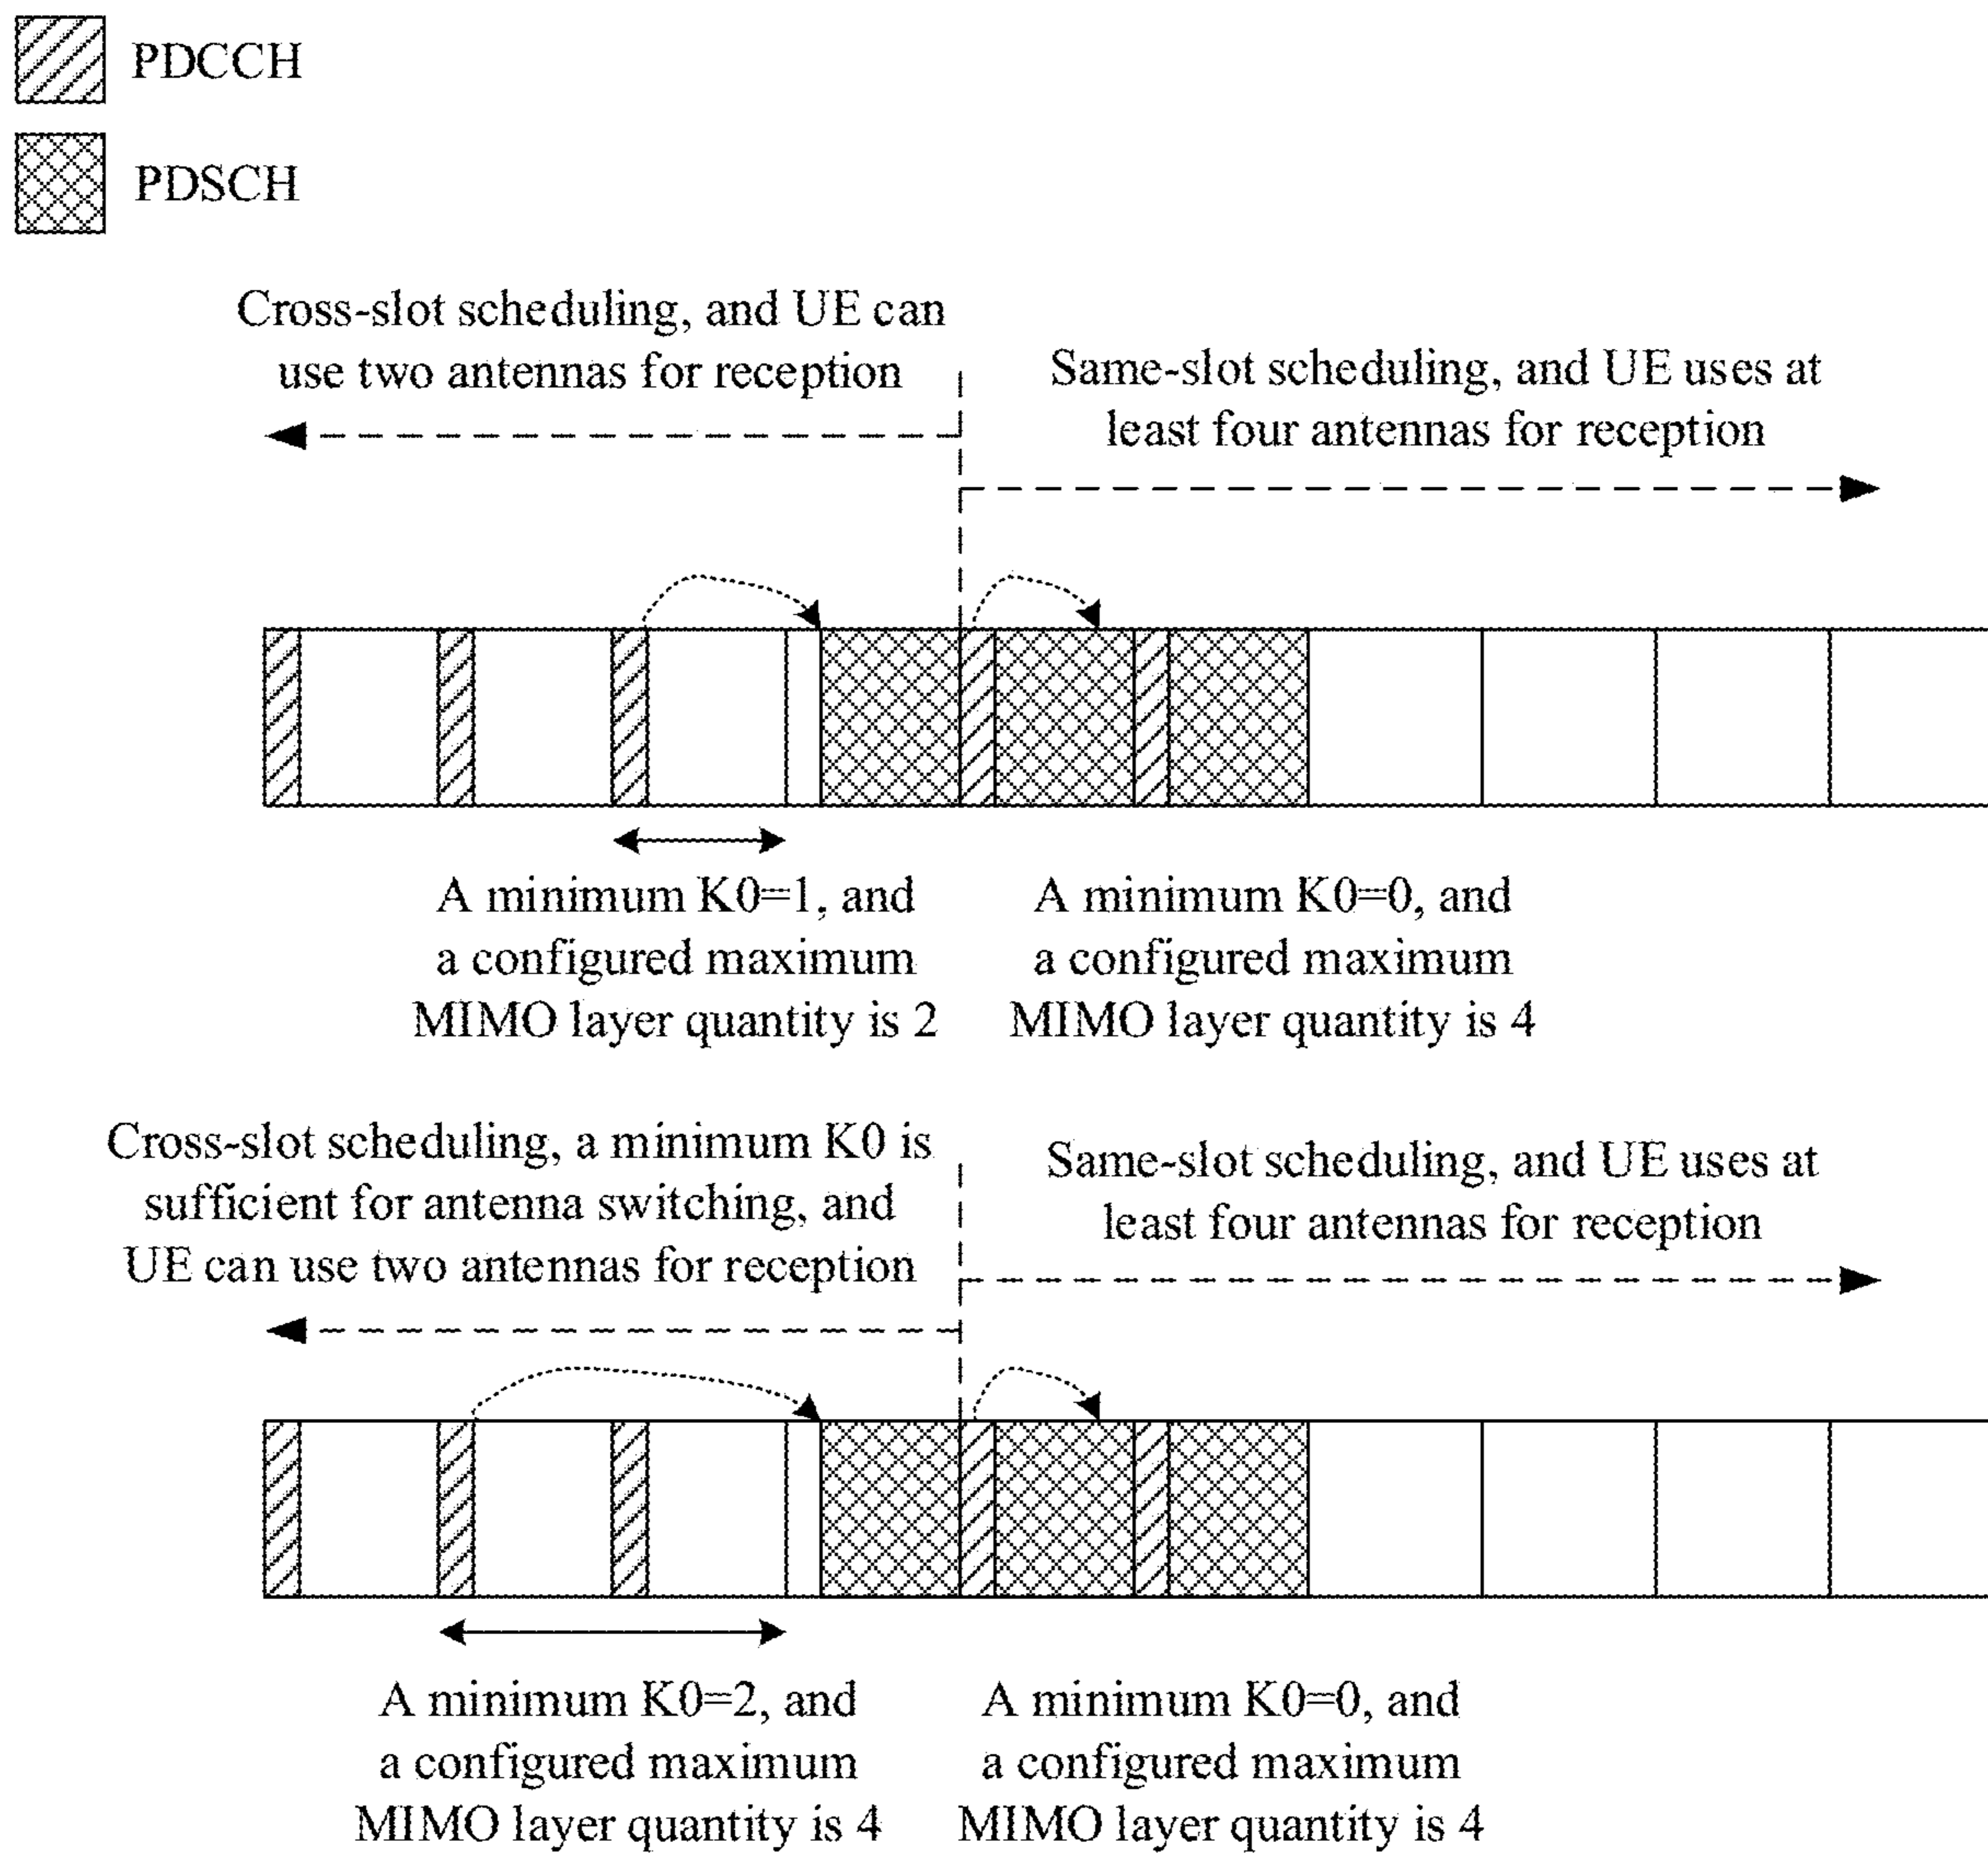 PDCCH
PDSCH
Cross-slot scheduling, and UE can
use two antennas for reception
Same-slot scheduling, and UE uses at
least four antennas for reception
A minimum K0=1, and
a configured maximum
MIMO layer quantity is 2
A minimum K0=0, and
a configured maximum
MIMO layer quantity is 4
Cross-slot scheduling, a minimum K0 is
sufficient for antenna switching, and
UE can use two antennas for reception
Same-slot scheduling, and UE uses at
least four antennas for reception
A minimum K0=2, and
a configured maximum
MIMO layer quantity is 4
A minimum K0=0, and
a configured maximum
MIMO layer quantity is 4